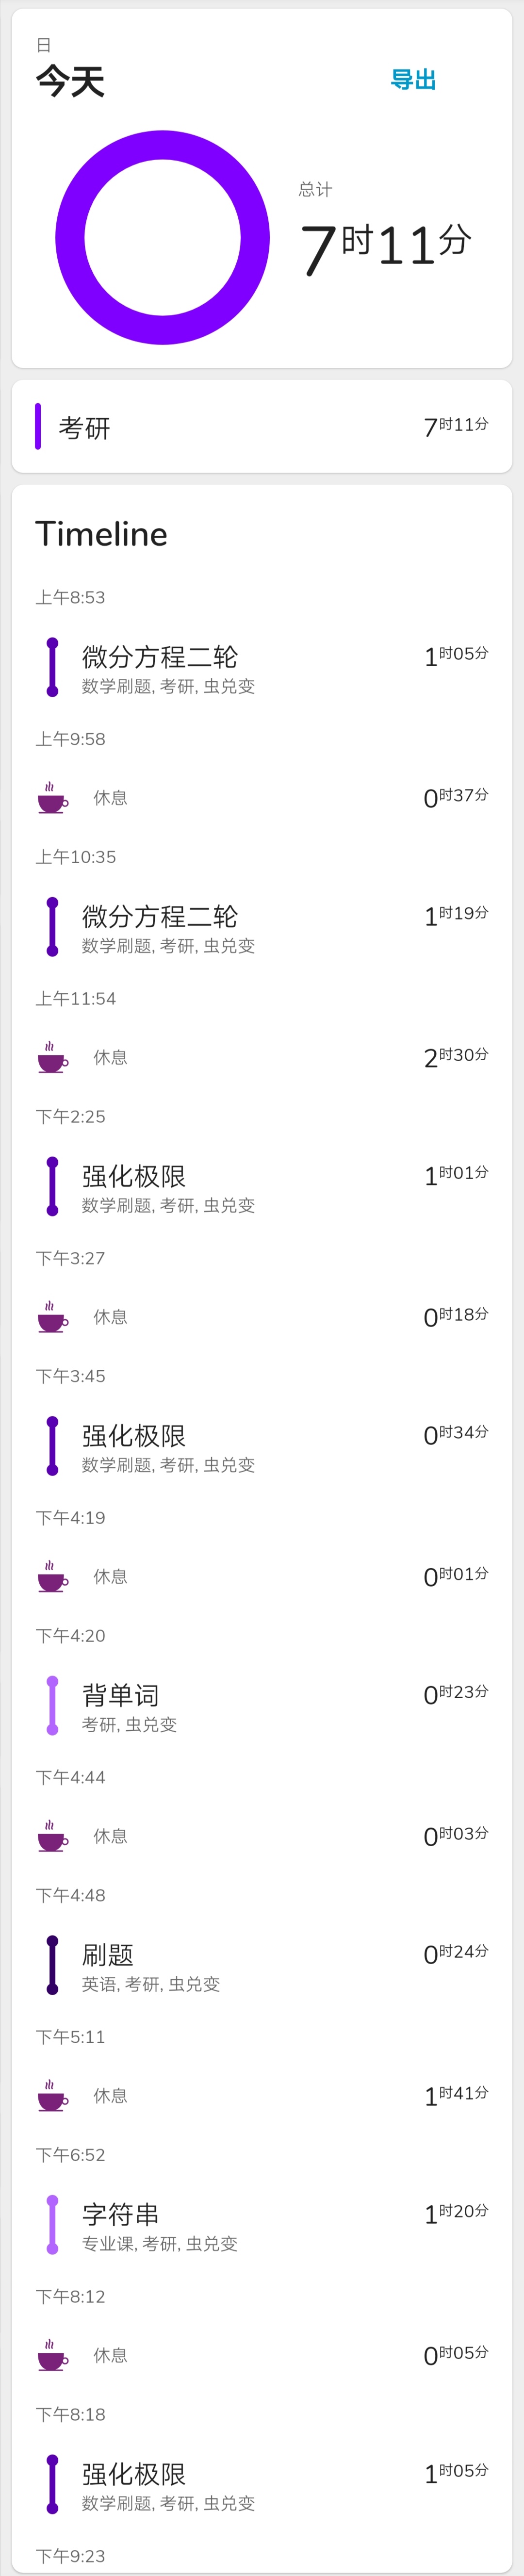 日
今天
导出
总计
7时11分
考研
7时11分
Timeline
上午8:53
微分方程二轮
1时05分
数学刷题, 考研, 虫兑变
上午9:58
休息
0时37分
上午10:35
微分方程二轮
1时19分
数学刷题, 考研, 虫兑变
上午11:54
休息
2时30分
下午2:25
强化极限
1时01分
数学刷题, 考研, 虫兑变
下午3:27
休息
0时18分
下午3:45
强化极限
0时34分
数学刷题, 考研, 虫兑变
下午4:19
休息
0时01分
下午4:20
背单词
0时23分
考研, 虫兑变
下午4:44
休息
0时03分
下午4:48
刷题
0时24分
英语, 考研, 虫兑变
下午5:11
休息
1时41分
下午6:52
字符串
1时20分
专业课, 考研, 虫兑变
下午8:12
休息
0时05分
下午8:18
强化极限
1时05分
数学刷题, 考研, 虫兑变
下午9:23